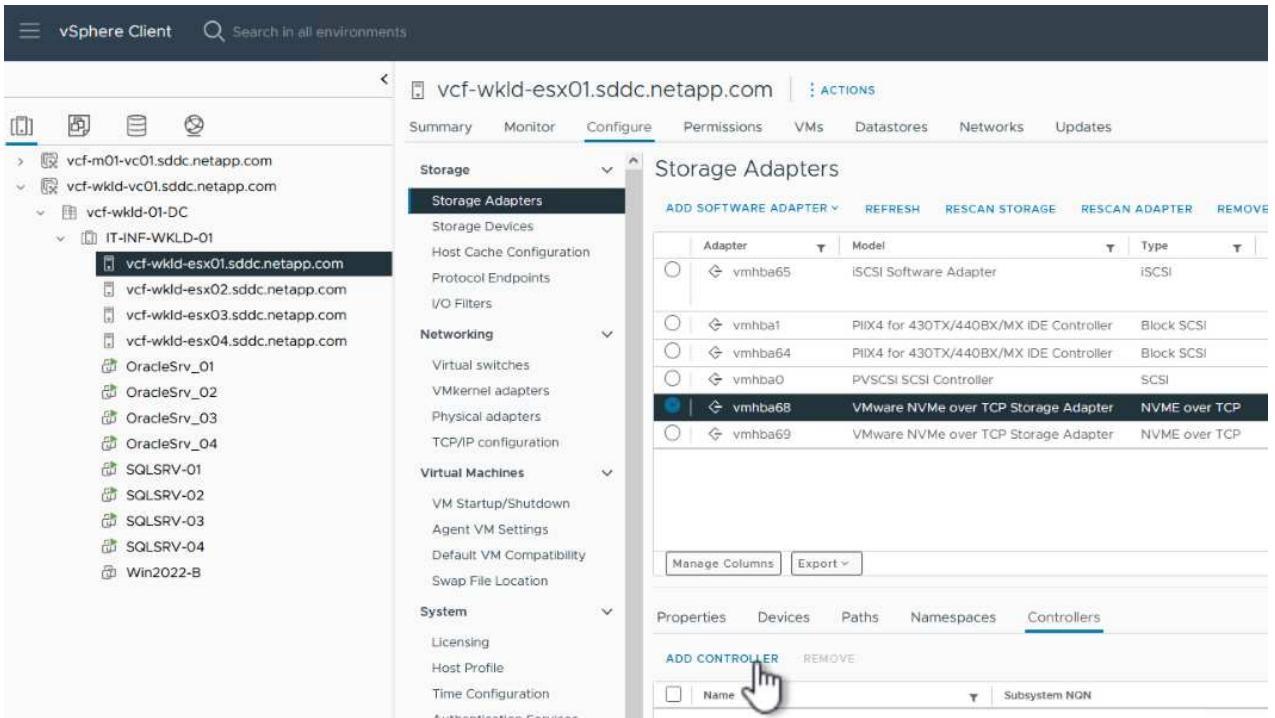 vSphere Client Search in all environments
vcf-m01-vc01.sddc.netapp.com
vcf-wkld-vc01.sddc.netapp.com
vcf-wkld-01-DC
IT-INF-WKLD-01
vcf-wkld-esx01.sddc.netapp.com
vcf-wkld-esx02.sddc.netapp.com
vcf-wkld-esx03.sddc.netapp.com
vcf-wkld-esx04.sddc.netapp.com
OracleSrv_01
OracleSrv_02
OracleSrv_03
OracleSrv_04
SQLSRV-01
SQLSRV-02
SQLSRV-03
SQLSRV-04
Win2022-B
vcf-wkld-esx01.sddc.netapp.com ACTIONS
Summary Monitor Configure Permissions VMs Datastores Networks Updates
Storage
Storage Adapters
Storage Devices
Host Cache Configuration
Protocol Endpoints
I/O Filters
Networking
Virtual switches
VMkernel adapters
Physical adapters
TCP/IP configuration
Virtual Machines
VM Startup/Shutdown
Agent VM Settings
Default VM Compatibility
Swap File Location
System
Licensing
Host Profile
Time Configuration
Authentication Services
Storage Adapters
ADD SOFTWARE ADAPTER REFRESH RESCAN STORAGE RESCAN ADAPTER REMOVE
Adapter Model Type
vmhba65 iSCSI Software Adapter iSCSI
vmhba1 PIIX4 for 430TX/440BX/MX IDE Controller Block SCSI
vmhba64 PIIX4 for 430TX/440BX/MX IDE Controller Block SCSI
vmhba0 PVSCSI SCSI Controller SCSI
vmhba68 VMware NVMe over TCP Storage Adapter NVME over TCP
vmhba69 VMware NVMe over TCP Storage Adapter NVME over TCP
Manage Columns Export
Properties Devices Paths Namespaces Controllers
ADD CONTROLLER REMOVE
Name Subsystem NQN